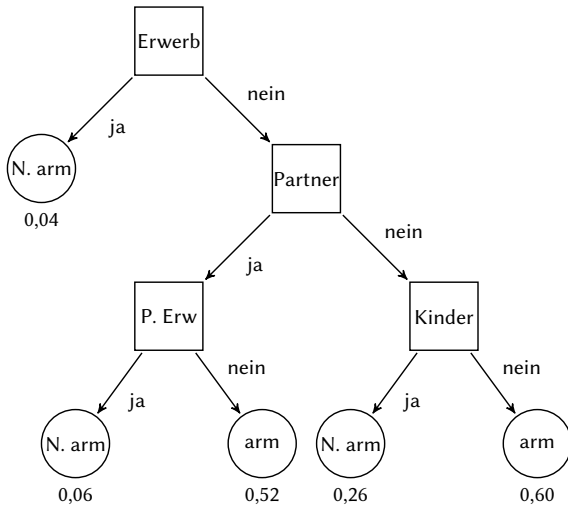 Erwerb
ja
nein
N. arm
0,04
Partner
ja
nein
P. Erw
Kinder
ja
nein
ja
nein
N. arm
arm
N. arm
arm
0,06
0,52
0,26
0,60